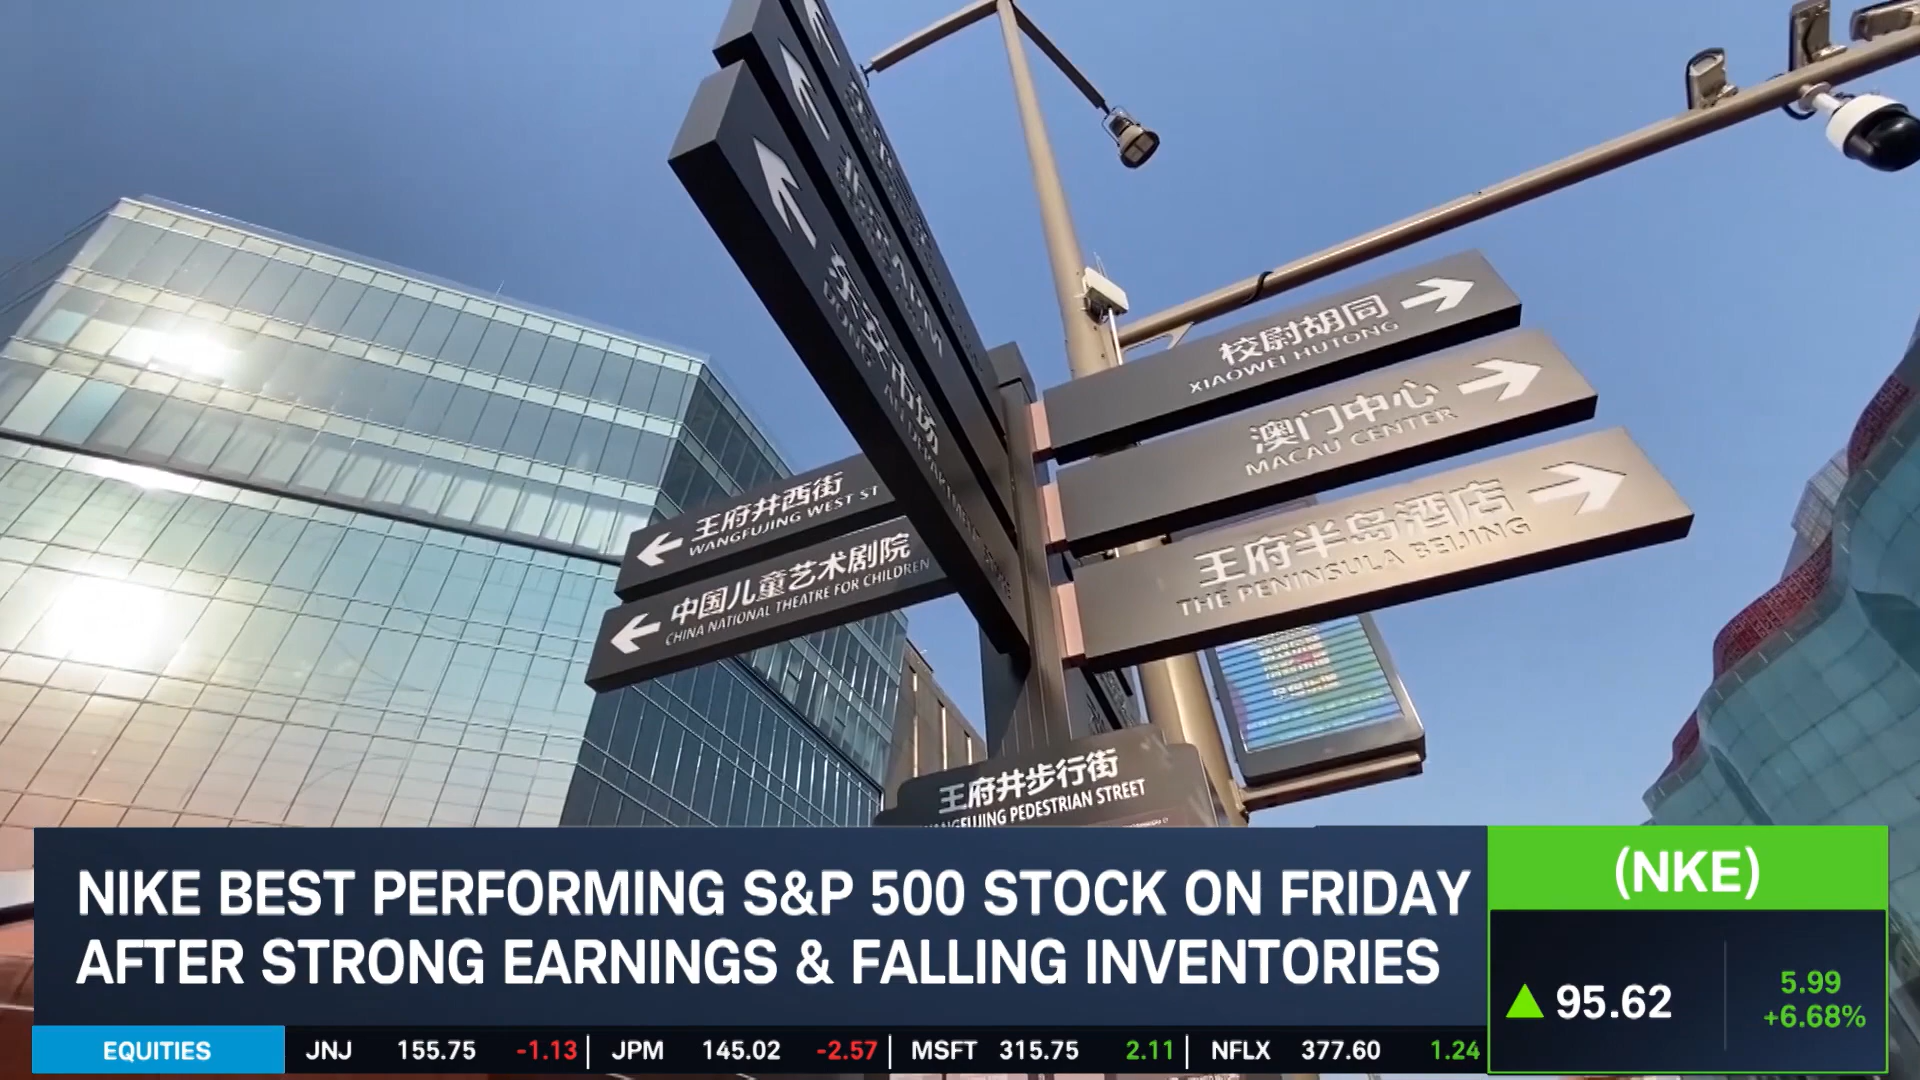 校尉胡同
XIAOWEI HUTONG
澳门中心
MACAU CENTER
王府半岛酒店
THE PENINSULA BEIJING
王府井西街
WANGFUJING WEST ST
中国儿童艺术剧院
CHINA NATIONAL THEATRE FOR CHILDREN
东安市场
王府井步行街
PEDESTRIAN STREET
NIKE BEST PERFORMING S&P 500 STOCK ON FRIDAY
AFTER STRONG EARNINGS & FALLING INVENTORIES
(NKE)
95.62
5.99
+6.68%
EQUITIES JNJ 155.75 -1.13 JPM 145.02 -2.57 MSFT 315.75 2.11 NFLX 377.60 1.24